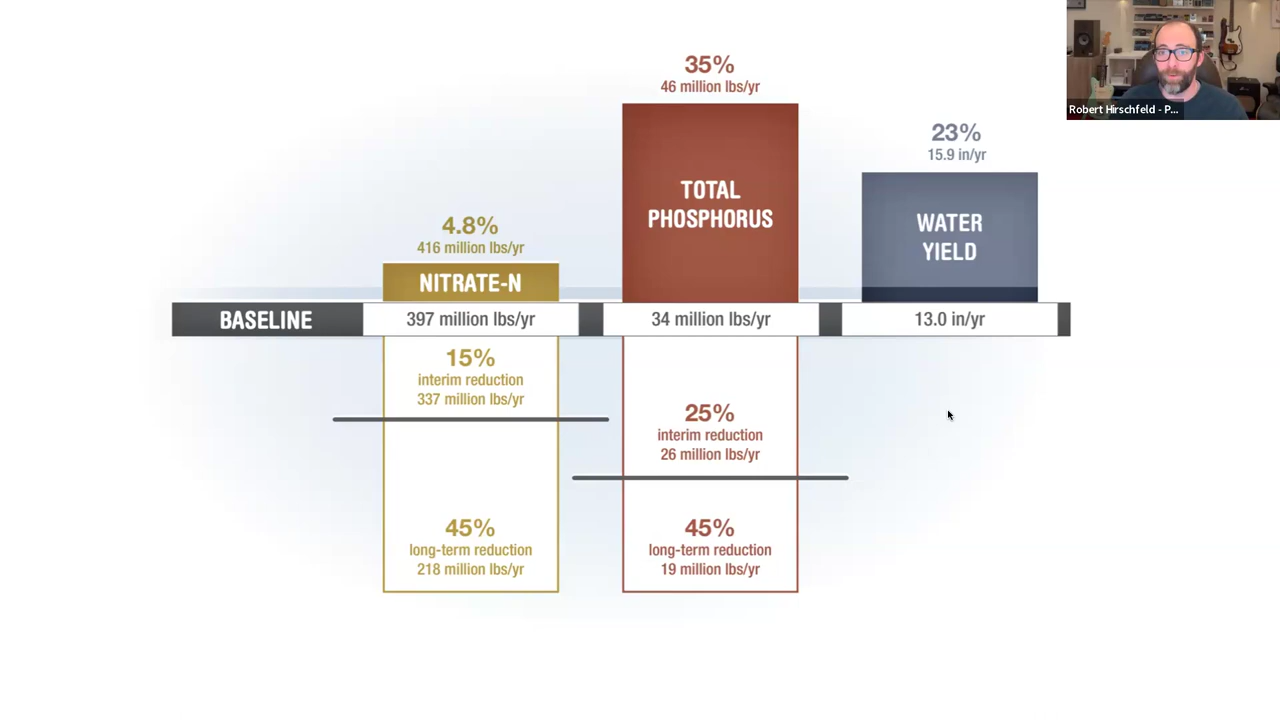 35%
46 million lbs/yr
TOTAL
PHOSPHORUS
23%
15.9 in/yr
WATER
YIELD
4.8%
416 million lbs/yr
NITRATE-N
BASELINE
397 million lbs/yr
34 million lbs/yr
13.0 in/yr
15%
interim reduction
337 million lbs/yr
25%
interim reduction
26 million lbs/yr
45%
long-term reduction
218 million lbs/yr
45%
long-term reduction
19 million lbs/yr
Robert Hirschfeld - P...